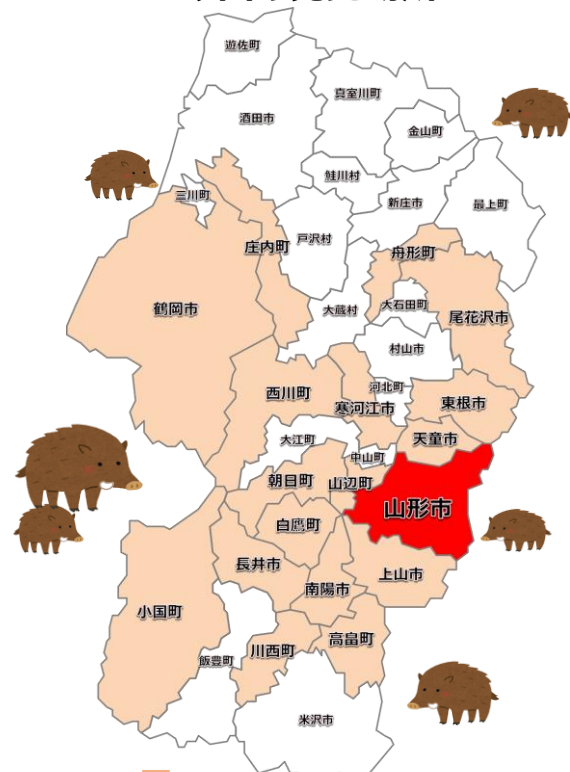 遊佐町
真室川町
酒田市
金山町
鮭川村
三川町
新庄市
最上町
戸沢村
庄内町
舟形町
鶴岡市
大蔵村
大石田町
尾花沢市
村山市
西川町
河北町
寒河江市
東根市
大江町
天童市
中山町
朝日町
山辺町
山形市
白鷹町
長井市
上山市
南陽市
小国町
高畠町
川西町
飯豊町
米沢市